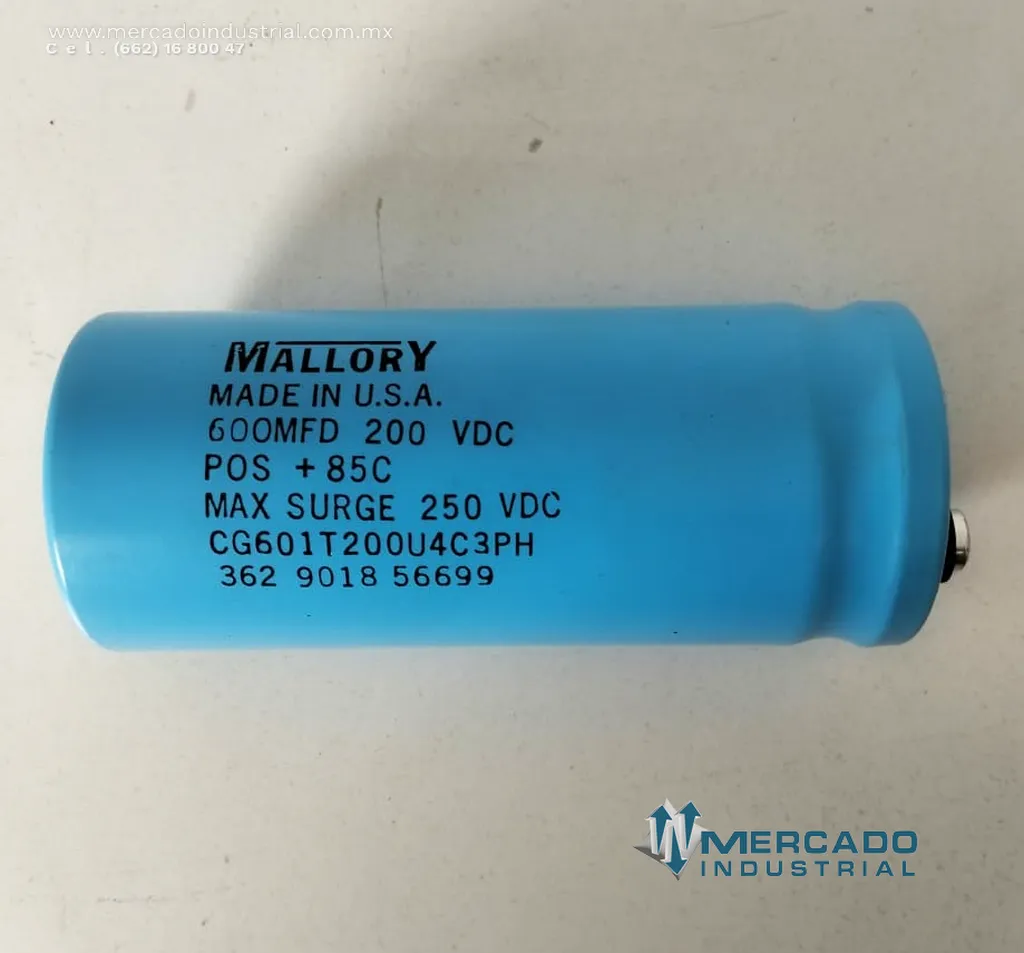 www.mercadoindustrial.com.mx
Cel. (662) 16 800 47
MALLORY
MADE IN U.S.A.
600MFD 200 VDC
POS +85C
MAX SURGE 250 VDC
CG601T200U4C3PH
362 9018 56699
MERCADO
INDUSTRIAL